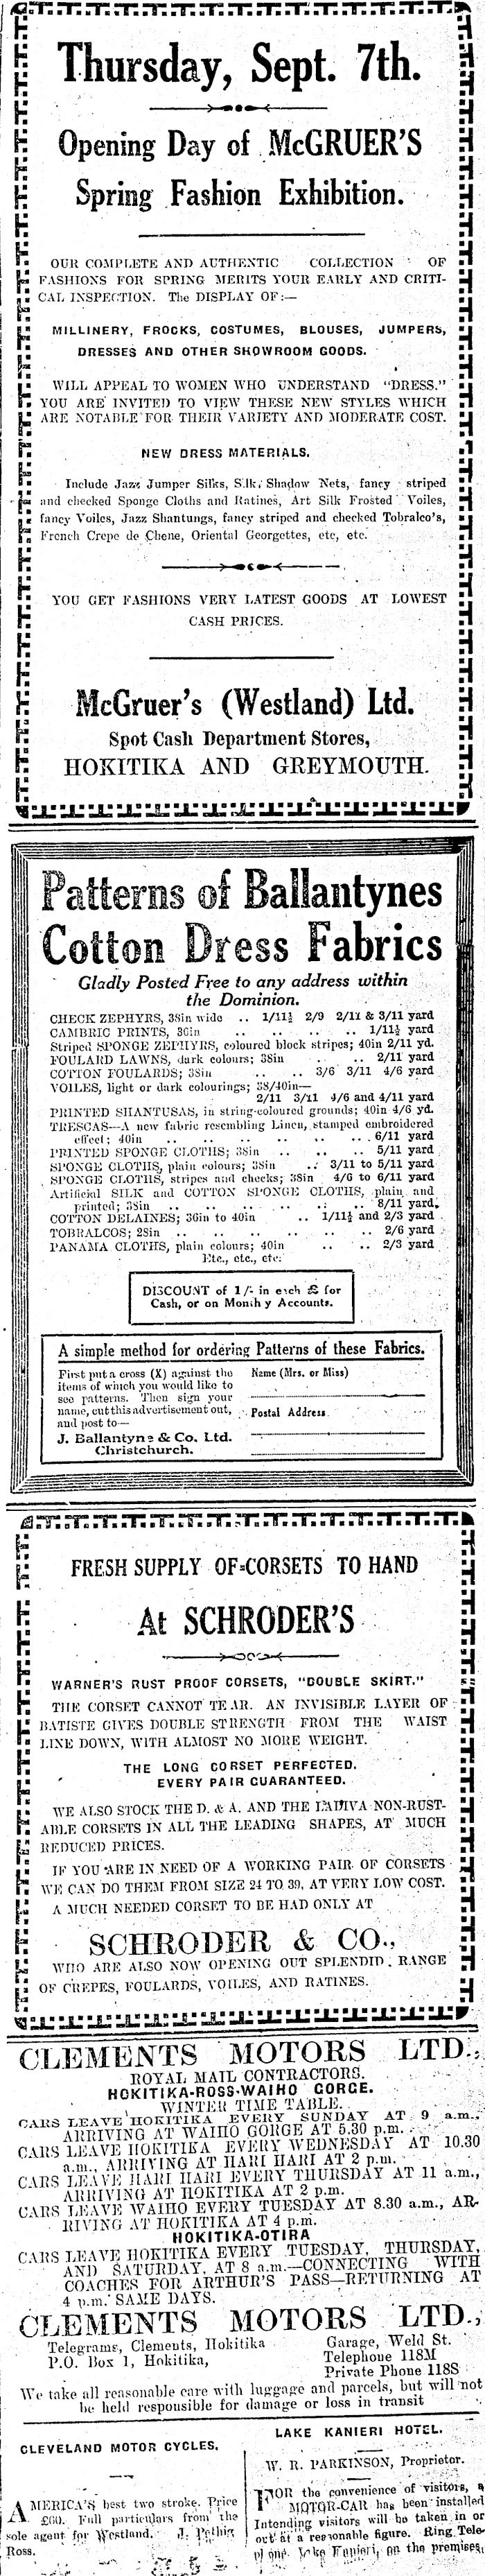 Thursday, Sept. 7th.
Opening Day of McGRUER'S
Spring Fashion Exhibition.
OUR COMPLETE AND AUTHENTIC COLLECTION OF
FASHIONS FOR SPRING MERITS YOUR EARLY AND CRITI-
CAL INSPECTION. The DISPLAY OF:—
MILLINERY, FROCKS, COSTUMES, BLOUSES, JUMPERS,
DRESSES AND OTHER SHOWROOM GOODS.
WILL APPEAL TO WOMEN WHO UNDERSTAND "DRESS."
YOU ARE INVITED TO VIEW THESE NEW STYLES WHICH
ARE NOTABLE FOR THEIR VARIETY AND MODERATE COST.
NEW DRESS MATERIALS.
Include Jazz Jumper Silks, Silk Shadow Nets, fancy striped
and checked Sponge Cloths and Ratines, Art Silk Frosted Voiles,
fancy Voiles, Jazz Shantungs, fancy striped and checked Tobralco's,
French Crepe de Chene, Oriental Georgettes, etc, etc.
YOU GET FASHIONS VERY LATEST GOODS AT LOWEST
CASH PRICES.
McGruer's (Westland) Ltd.
Spot Cash Department Stores,
HOKITIKA AND GREYMOUTH.
Patterns of Ballantynes
Cotton Dress Fabrics
Gladly Posted Free to any address within
the Dominion.
CHECK ZEPHYRS, 38in wide .. 1/11½ 2/9 2/11 & 3/11 yard
CAMBRIC PRINTS, 36in .. .. .. .. 1/11½ yard
Striped SPONGE ZEPHYRS, coloured block stripes; 40in 2/11 yd.
FOULARD LAWNS, dark colours; 38in .. .. 2/11 yard
COTTON FOULARDS; 38in .. .. 3/6 3/11 4/6 yard
VOILES, light or dark colourings; 38/40in—
2/11 3/11 4/6 and 4/11 yard
PRINTED SHANTUSAS, in string-coloured grounds; 40in 4/6 yd.
TRESCAS—A new fabric resembling Linen, stamped embroidered
effect; 40in .. .. .. .. .. .. 6/11 yard
PRINTED SPONGE CLOTHS; 38in .. .. .. 5/11 yard
SPONGE CLOTHS, plain colours; 38in .. 3/11 to 5/11 yard
SPONGE CLOTHS, stripes and checks; 38in 4/6 to 6/11 yard
Artificial SILK and COTTON SPONGE CLOTHS, plain and
printed; 38in .. .. .. .. .. .. 8/11 yard.
COTTON DELAINES; 36in to 40in .. 1/11½ and 2/3 yard
TOBRALCOS; 28in .. .. .. .. .. .. 2/6 yard
PANAMA CLOTHS, plain colours; 40in .. .. 2/3 yard
Etc., etc., etc.
DISCOUNT of 1/- in each £ for
Cash, or on Month y Accounts.
A simple method for ordering Patterns of these Fabrics.
First put a cross (X) against the
items of which you would like to
see patterns. Then sign your
name, cut this advertisement out,
and post to—
J. Ballantyne & Co. Ltd.
Christchurch.
Name (Mrs. or Miss)
Postal Address
FRESH SUPPLY OF CORSETS TO HAND
At SCHRODER'S
WARNER'S RUST PROOF CORSETS, "DOUBLE SKIRT."
THE CORSET CANNOT TEAR. AN INVISIBLE LAYER OF
BATISTE GIVES DOUBLE STRENGTH FROM THE WAIST
LINE DOWN, WITH ALMOST NO MORE WEIGHT.
THE LONG CORSET PERFECTED.
EVERY PAIR GUARANTEED.
WE ALSO STOCK THE D. & A. AND THE LADIVA NON-RUST-
ABLE CORSETS IN ALL THE LEADING SHAPES, AT MUCH
REDUCED PRICES.
IF YOU ARE IN NEED OF A WORKING PAIR OF CORSETS
WE CAN DO THEM FROM SIZE 24 TO 39, AT VERY LOW COST.
A MUCH NEEDED CORSET TO BE HAD ONLY AT
SCHRODER & CO.,
WHO ARE ALSO NOW OPENING OUT SPLENDID RANGE
OF CREPES, FOULARDS, VOILES, AND RATINES.
CLEMENTS MOTORS LTD.,
ROYAL MAIL CONTRACTORS.
HOKITIKA-ROSS-WAIHO GORGE.
WINTER TIME TABLE.
CARS LEAVE HOKITIKA EVERY SUNDAY AT 9 a.m.,
ARRIVING AT WAIHO GORGE AT 5.30 p.m.
CARS LEAVE HOKITIKA EVERY WEDNESDAY AT 10.30
a.m., ARRIVING AT HARI HARI AT 2 p.m.
CARS LEAVE HARI HARI EVERY THURSDAY AT 11 a.m.,
ARRIVING AT HOKITIKA AT 2 p.m.
CARS LEAVE WAIHO EVERY TUESDAY AT 8.30 a.m., AR-
RIVING AT HOKITIKA AT 4 p.m.
HOKITIKA-OTIRA
CARS LEAVE HOKITIKA EVERY TUESDAY, THURSDAY,
AND SATURDAY, AT 8 a.m.—CONNECTING WITH
COACHES FOR ARTHUR'S PASS—RETURNING AT
4 p.m. SAME DAYS.
CLEMENTS MOTORS LTD.,
Telegrams, Clements, Hokitika
P.O. Box 1, Hokitika,
Garage, Weld St.
Telephone 118M
Private Phone 118S
We take all reasonable care with luggage and parcels, but will not
be held responsible for damage or loss in transit
CLEVELAND MOTOR CYCLES.
AMERICA'S best two stroke. Price
£60. Full particulars from the
sole agent for Westland. J. Pethig
Ross.
LAKE KANIERI HOTEL.
W. R. PARKINSON, Proprietor.
FOR the convenience of visitors, a
MOTOR-CAR has been installed
Intending visitors will be taken in or
out at a reasonable figure. Ring Tele-
phone Lake Kanieri, on the premises.